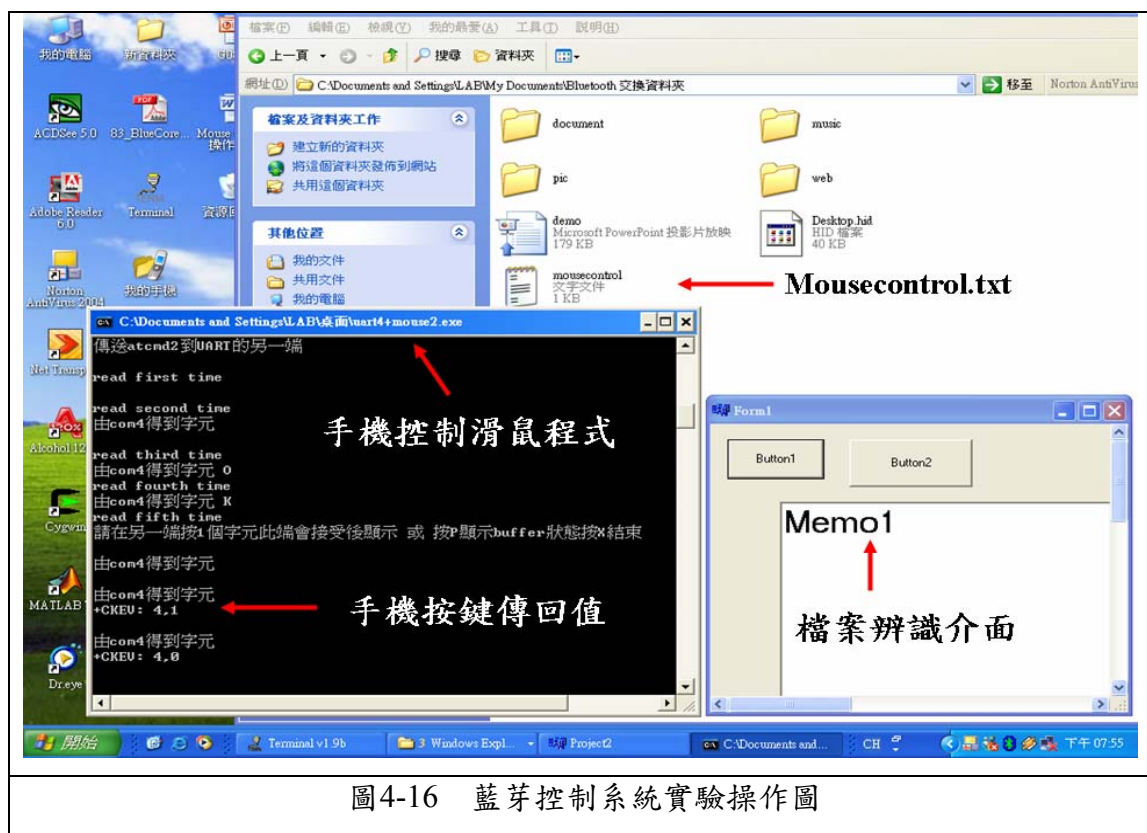 檔案(F) 編輯(E) 檢視(V) 我的最愛(A) 工具(T) 說明(H)
上一頁 搜尋 資料夾
網址(D) C:\Documents and Settings\LAB\My Documents\Bluetooth 交換資料夾 移至 Norton AntiViru
我的電腦 新資料夾
ACDSee 5.0 83_BlueCore... Mouse
操作
Adobe Reader
6.0
Terminal 資源回
Norton
AntiVirus 2004
我的手機
Net Transp
Alcohol 12
Cygwin
MATLAB
Dr.eye
檔案及資料夾工作
建立新的資料夾
將這個資料夾發佈到網站
共用這個資料夾
其他位置
我的文件
共用文件
我的電腦
document music
pic web
demo
Microsoft PowerPoint 投影片放映
179 KB
Desktop.hid
HID 檔案
40 KB
mousecontrol
文字文件
1 KB
Mousecontrol.txt
C:\Documents and Settings\LAB\桌面\uart4+mouse2.exe
傳送atcmd2到UART的另一端
read first time
read second time
由com4得到字元
read third time
由com4得到字元 O
read fourth time
由com4得到字元 K
read fifth time
請在另一端按1個字元此端會接受後顯示 或 按P顯示buffer狀態按X結束
由com4得到字元
由com4得到字元
+CKEV: 4,1
由com4得到字元
+CKEV: 4,0
手機控制滑鼠程式
手機按鍵傳回值
Form1
Button1 Button2
Memo1
檔案辨識介面
開始 Terminal v1.9b 3 Windows Expl... Project2 C:\Documents and... CH 下午 07:55
圖4-16 藍芽控制系統實驗操作圖